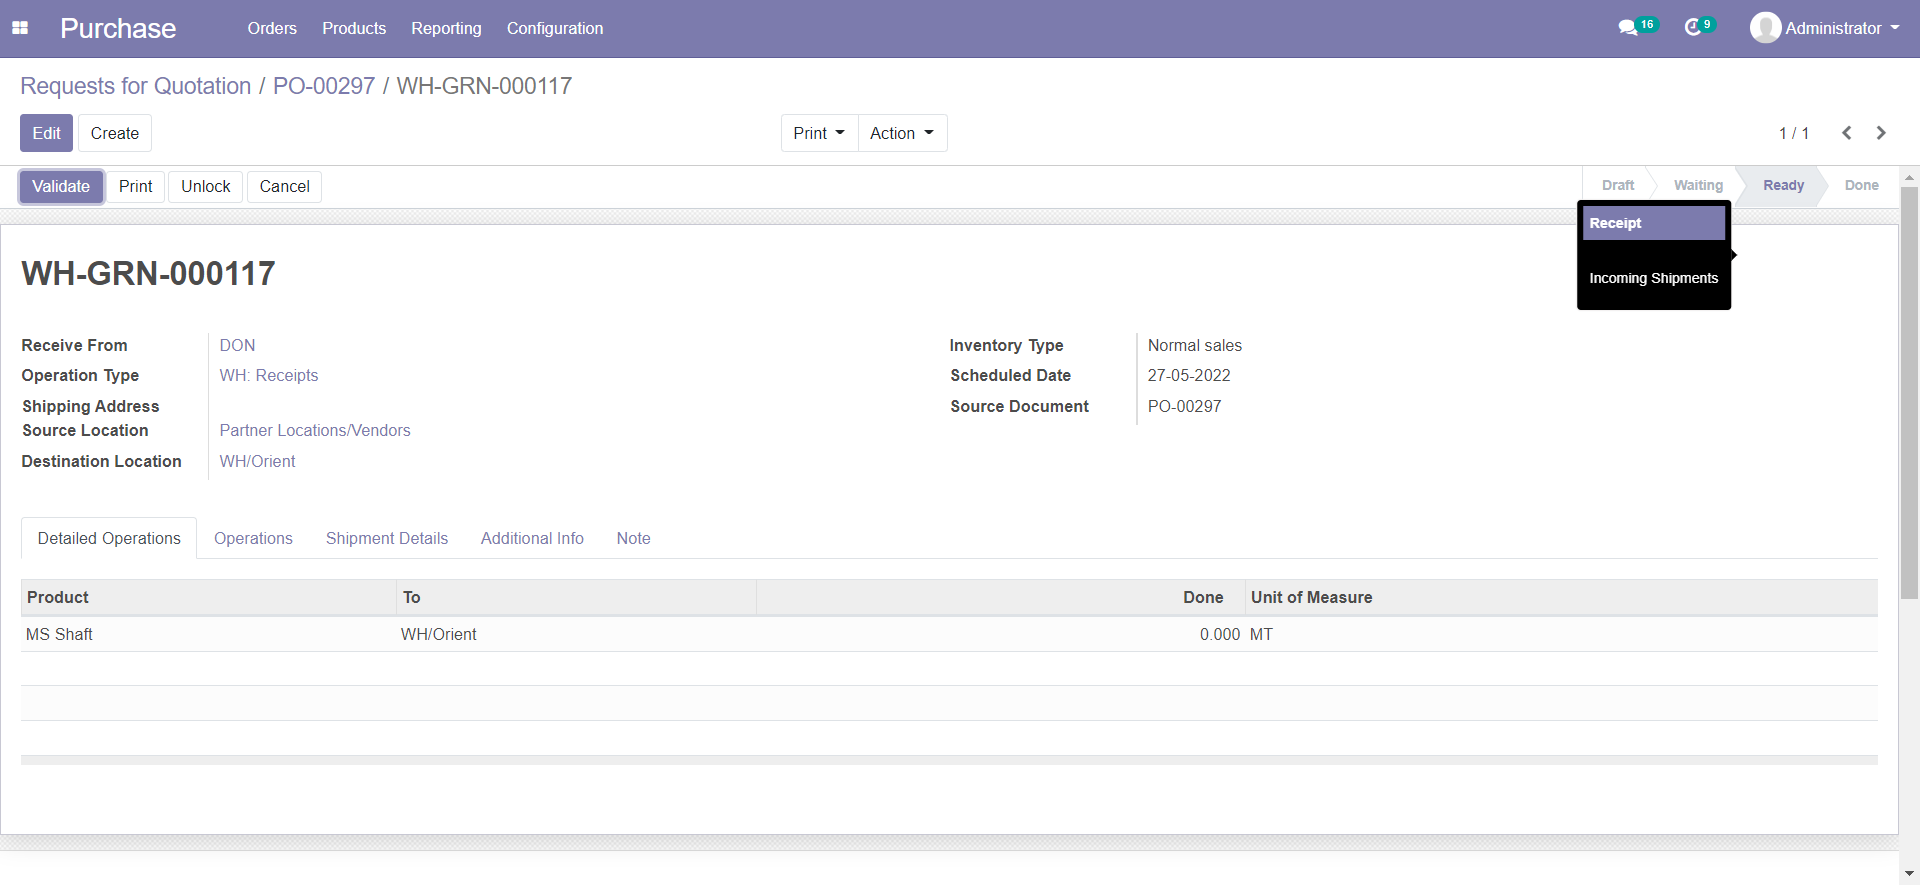 Purchase Orders Products Reporting Configuration 16 9 Administrator
Requests for Quotation / PO-00297 / WH-GRN-000117
Edit Create Print Action 1 / 1
Validate Print Unlock Cancel Draft Waiting Ready Done
Receipt
Incoming Shipments
WH-GRN-000117
Receive From DON Inventory Type Normal sales
Operation Type WH: Receipts Scheduled Date 27-05-2022
Shipping Address Source Document PO-00297
Source Location Partner Locations/Vendors
Destination Location WH/Orient
Detailed Operations Operations Shipment Details Additional Info Note
Product To Done Unit of Measure
MS Shaft WH/Orient 0.000 MT